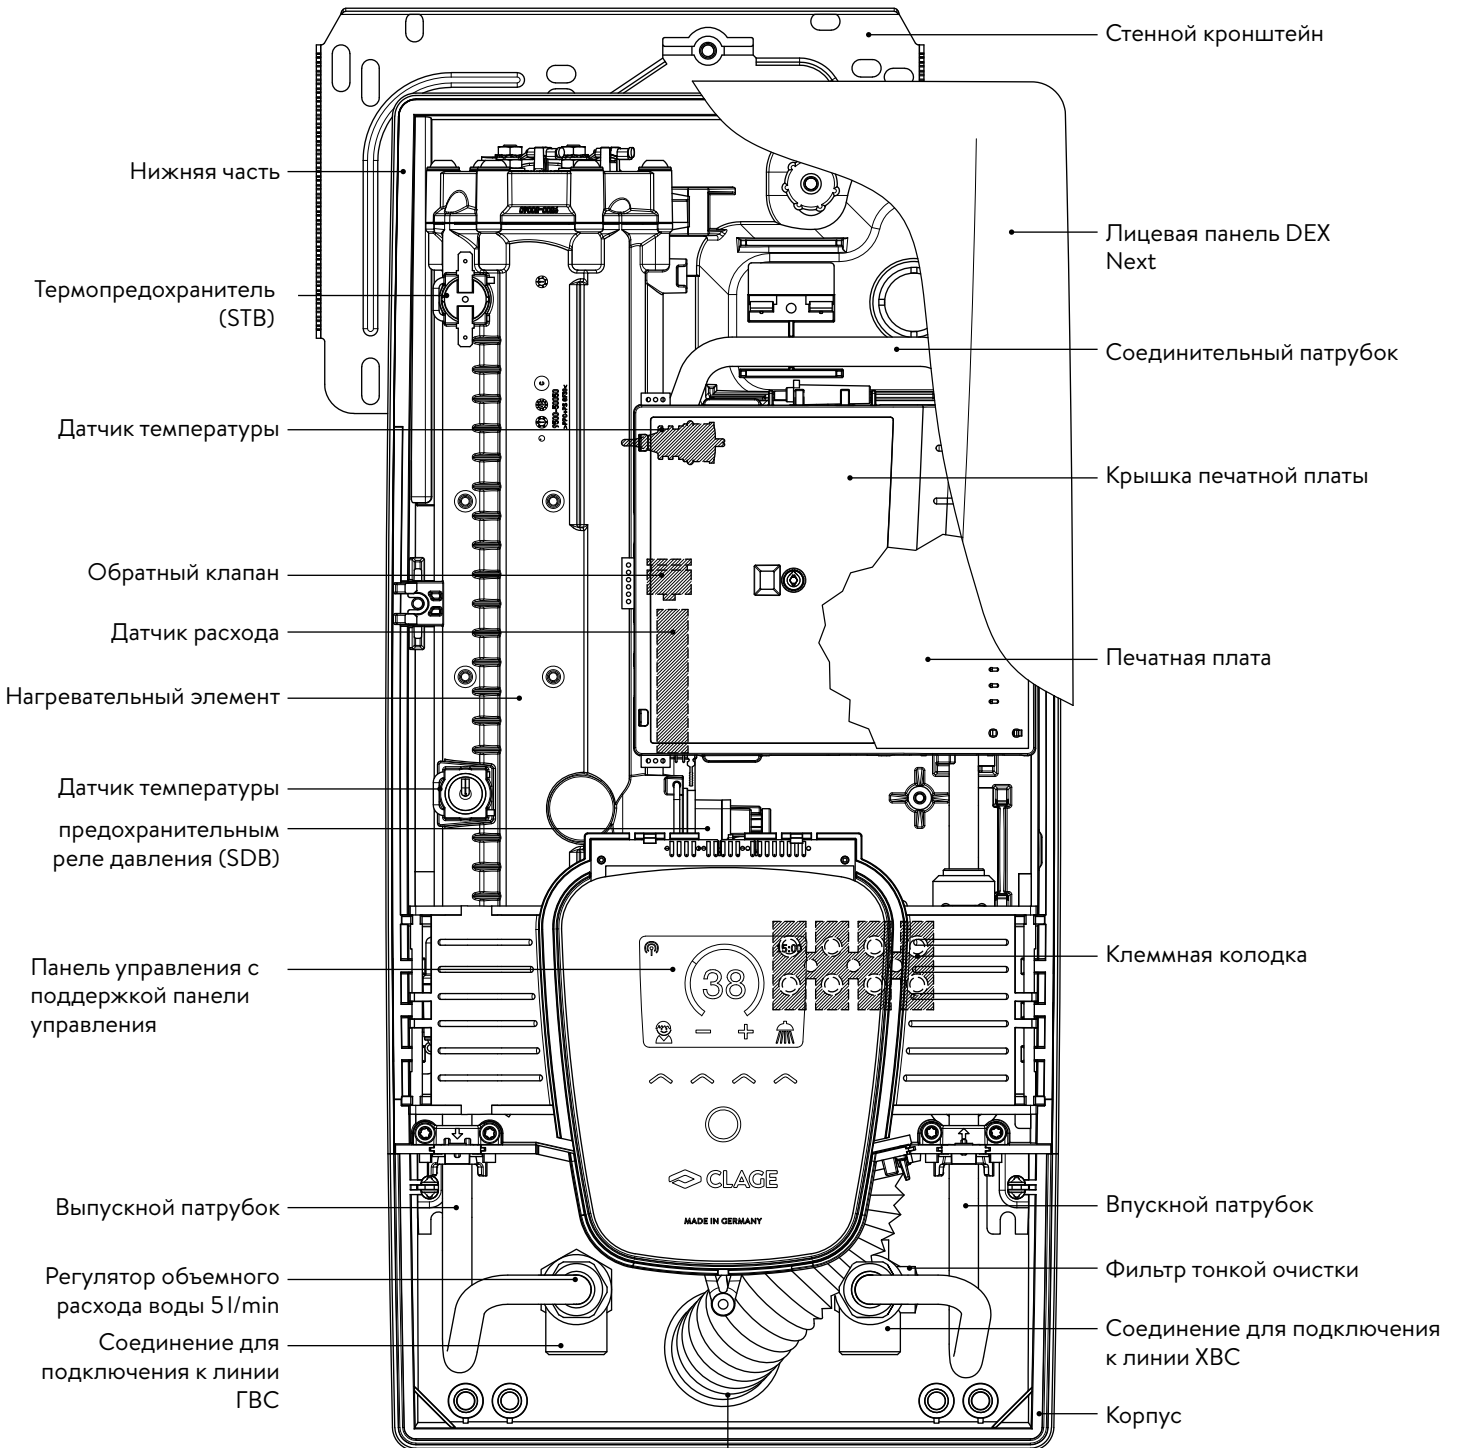 Стенной кронштейн
Нижняя часть
Лицевая панель DEX
Next
Термопредохранитель
(STB)
Соединительный патрубок
Датчик температуры
Крышка печатной платы
Обратный клапан
Датчик расхода
Печатная плата
Нагревательный элемент
Датчик температуры
предохранительным
реле давления (SDB)
15:00
38
Клеммная колодка
Панель управления с
поддержкой панели
управления
CLAGE
MADE IN GERMANY
Выпускной патрубок
Впускной патрубок
Регулятор объемного
расхода воды 5 l/min
Фильтр тонкой очистки
Соединение для
подключения к линии
ГВС
Соединение для подключения
к линии ХВС
Корпус